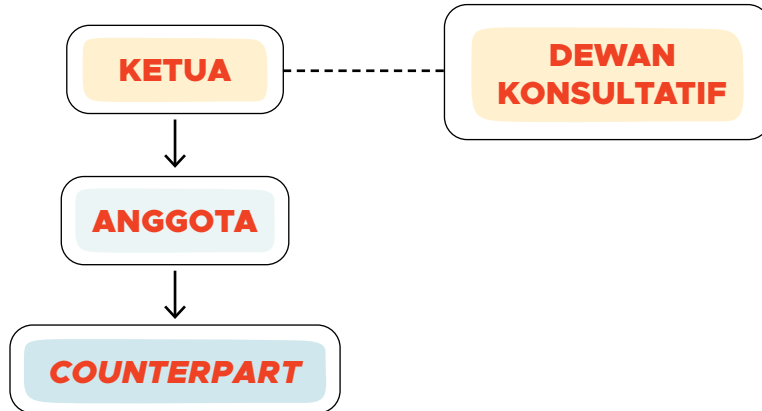 KETUA
DEWAN
KONSULTATIF
ANGGOTA
COUNTERPART